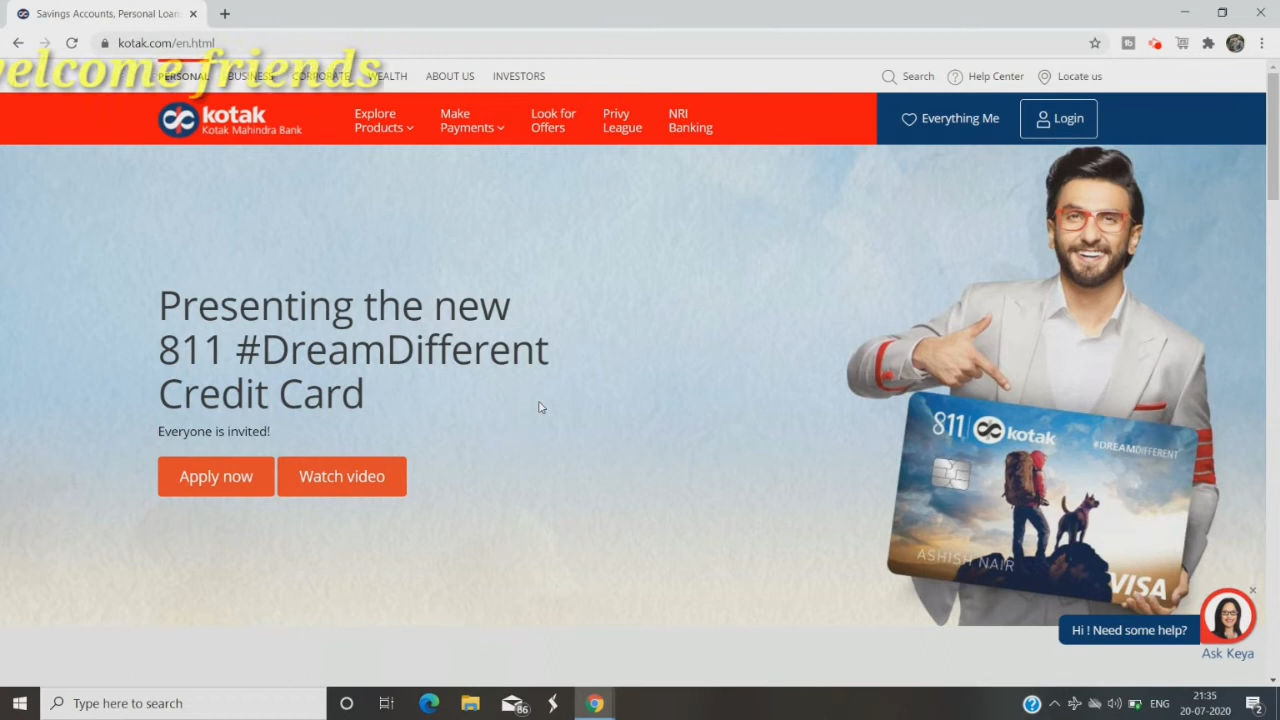 Savings Accounts, Personal Loans
kotak.com/en.html
welcome friends
PERSONAL BUSINESS CORPORATE WEALTH ABOUT US INVESTORS
Search Help Center Locate us
kotak
Kotak Mahindra Bank
Explore Products
Make Payments
Look for Offers
Privy League
NRI Banking
Everything Me
Login
Presenting the new
811 #DreamDifferent
Credit Card
Everyone is invited!
Apply now Watch video
811 kotak
#DREAMDIFFERENT
ASHISH NAIR
VISA
Hi ! Need some help?
Ask Keya
Type here to search
86
ENG
21:35
20-07-2020
2